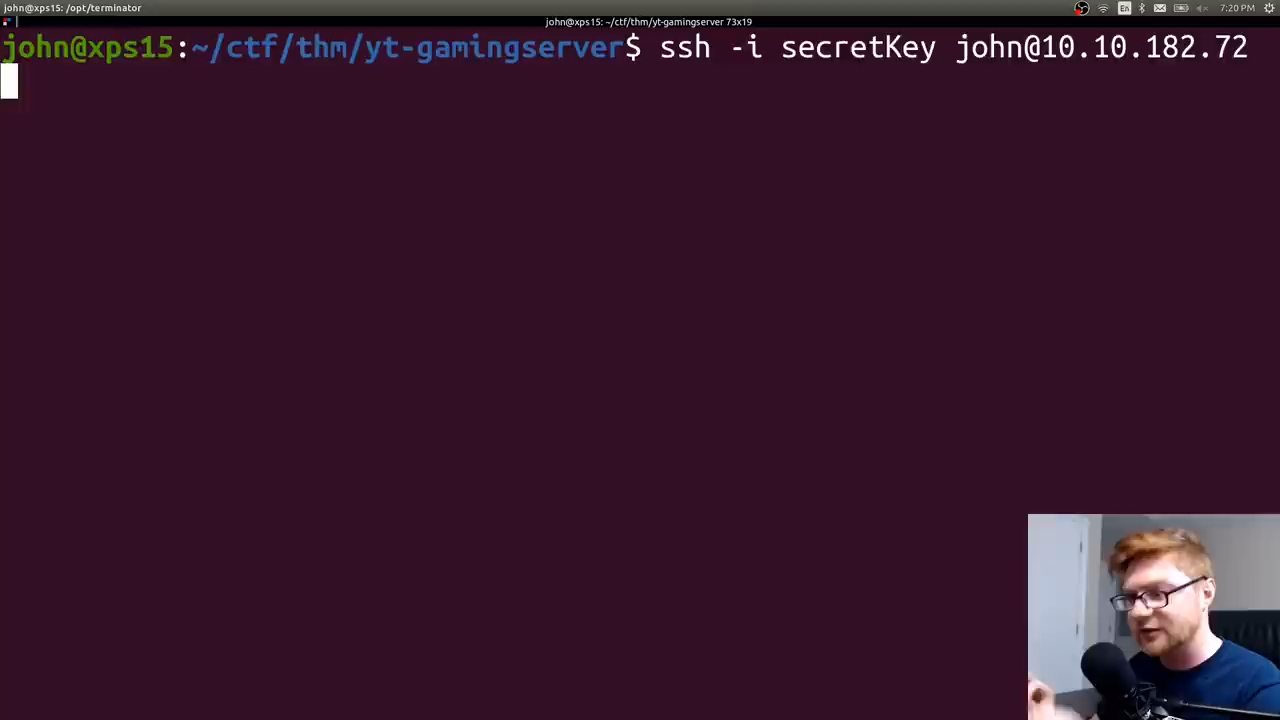 john@xps15: /opt/terminator
En
7:20 PM
john@xps15: ~/ctf/thm/yt-gamingserver 73x19
john@xps15:~/ctf/thm/yt-gamingserver$ ssh -i secretKey john@10.10.182.72